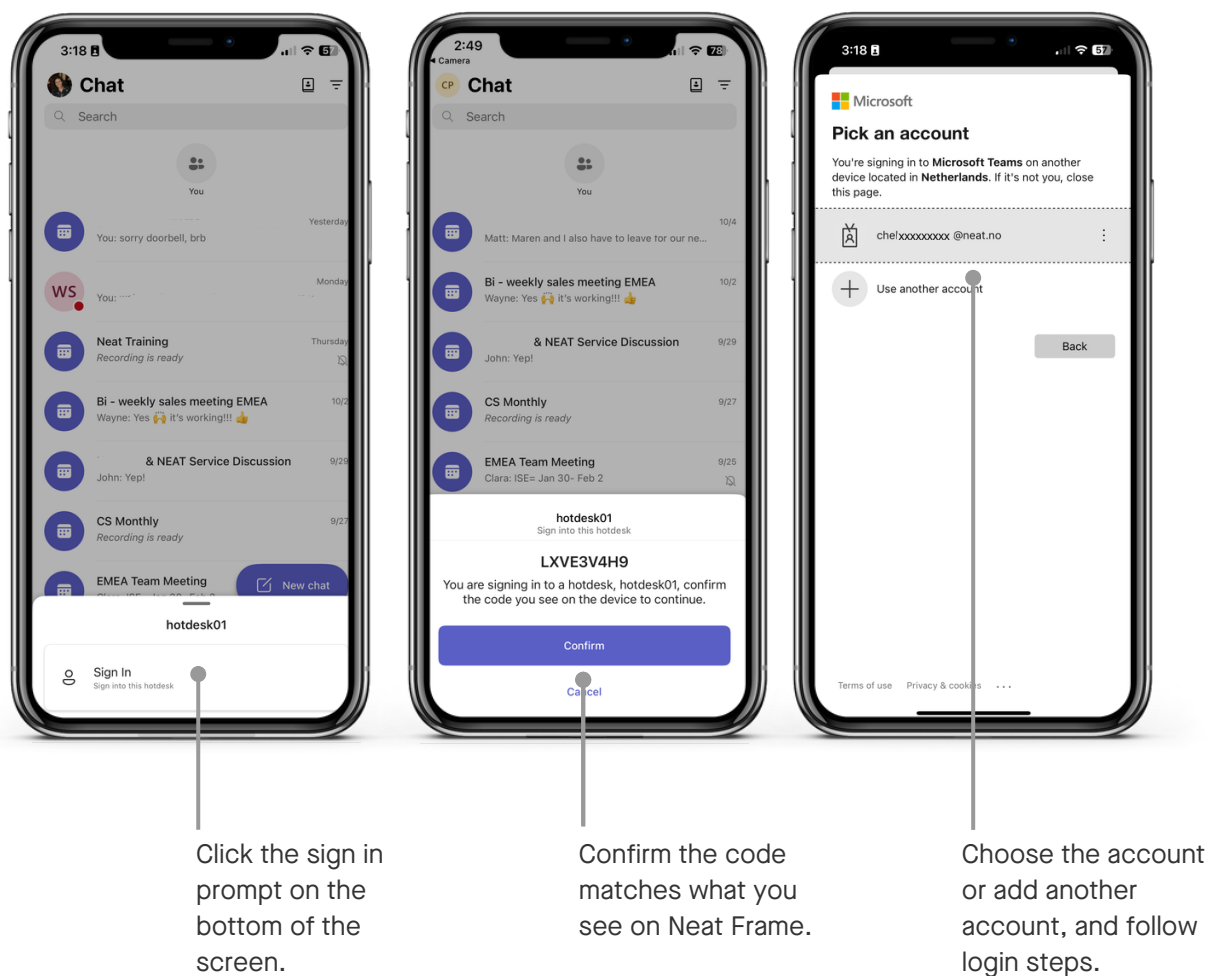 3:18
57
Chat
Search
You
Yesterday
You: sorry doorbell, brb
WS
Monday
You:
Neat Training
Thursday
Recording is ready
Bi - weekly sales meeting EMEA
10/2
Wayne: Yes 🙌 it's working!!! 👍
& NEAT Service Discussion
9/29
John: Yep!
CS Monthly
9/27
Recording is ready
EMEA Team Meeting
New chat
hotdesk01
Sign In
Sign into this hotdesk
Click the sign in
prompt on the
bottom of the
screen.
2:49
78
Camera
CP
Chat
Search
You
10/4
Matt: Maren and I also have to leave for our ne...
Bi - weekly sales meeting EMEA
10/2
Wayne: Yes 🙌 it's working!!! 👍
& NEAT Service Discussion
9/29
John: Yep!
CS Monthly
9/27
Recording is ready
EMEA Team Meeting
9/25
Clara: ISE= Jan 30- Feb 2
hotdesk01
Sign into this hotdesk
LXVE3V4H9
You are signing in to a hotdesk, hotdesk01, confirm
the code you see on the device to continue.
Confirm
Cancel
Confirm the code
matches what you
see on Neat Frame.
3:18
57
Microsoft
Pick an account
You're signing in to Microsoft Teams on another
device located in Netherlands. If it's not you, close
this page.
chelxxxxxxxxx @neat.no
Use another account
Back
Terms of use Privacy & cookies ...
Choose the account
or add another
account, and follow
login steps.